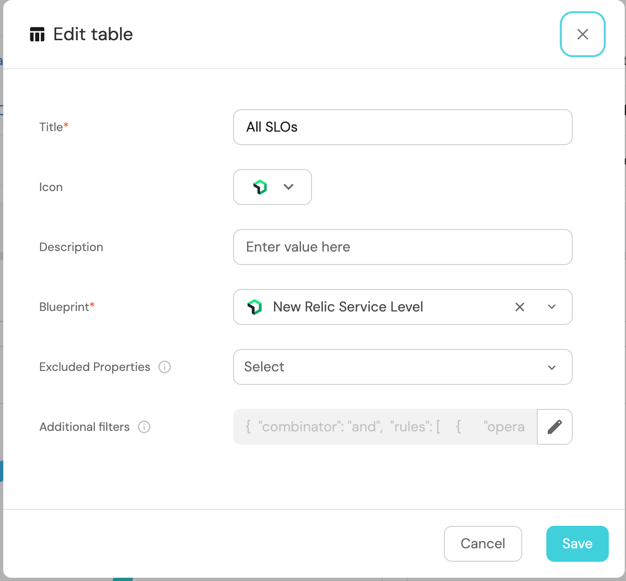 Edit table
Title*
All SLOs
Icon
Description
Enter value here
Blueprint*
New Relic Service Level
Excluded Properties
Select
Additional filters
{ "combinator": "and", "rules": [ { "opera
Cancel
Save